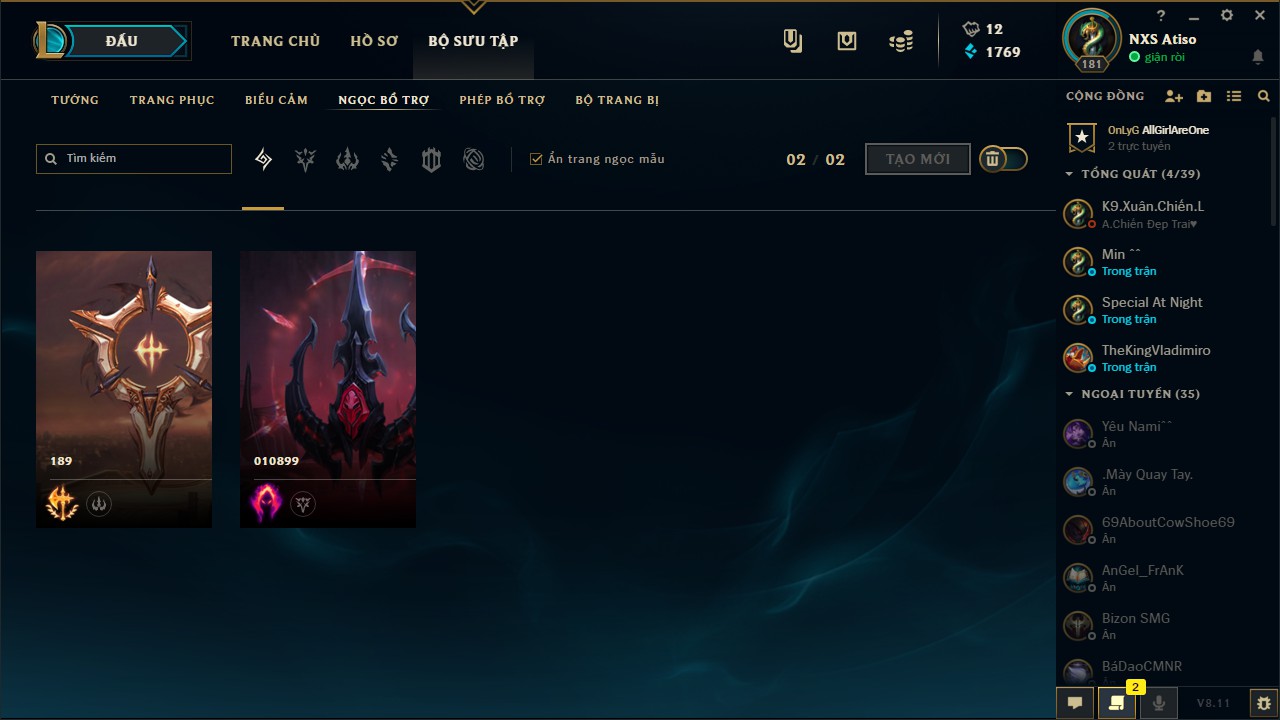 ĐẤU
TRANG CHỦ
HỒ SƠ
BỘ SƯU TẬP
12
1769
181
NXS Atiso
giận rồi
TƯỚNG
TRANG PHỤC
BIỂU CẢM
NGỌC BỔ TRỢ
PHÉP BỔ TRỢ
BỘ TRANG BỊ
Tìm kiếm
Ẩn trang ngọc mẫu
02 / 02
TẠO MỚI
189
010899
CỘNG ĐỒNG
OnLyG AllGirlAreOne
2 trực tuyến
TỔNG QUÁT (4/39)
K9.Xuân.Chiến.L
A.Chiến Đẹp Trai♥
Min ^^
Trong trận
Special At Night
Trong trận
TheKingVladimiro
Trong trận
NGOẠI TUYẾN (35)
Yêu Nami^^
Ẩn
.Mày Quay Tay.
Ẩn
69AboutCowShoe69
Ẩn
AnGeI_FrAnK
Ẩn
Bizon SMG
Ẩn
BáDaoCMNR
Ẩn
2
V8.11